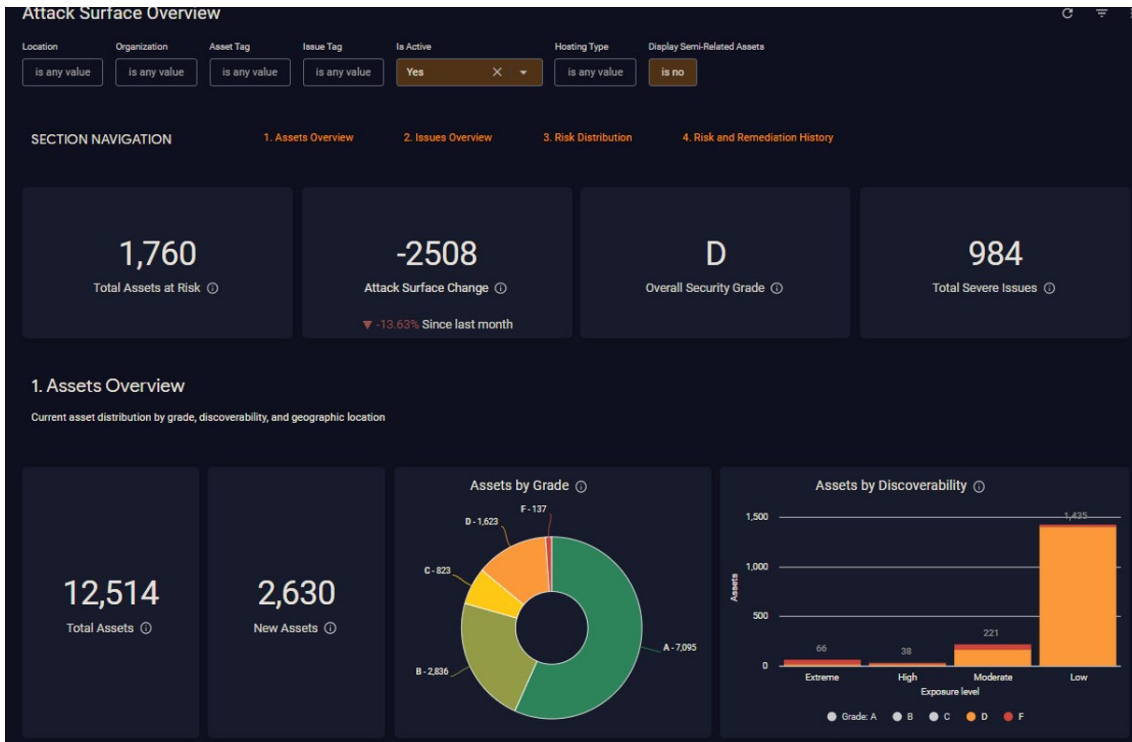 Attack Surface Overview
Location Organization Asset Tag Issue Tag Is Active Hosting Type Display Semi-Related Assets
is any value is any value is any value is any value Yes is any value is no
SECTION NAVIGATION 1. Assets Overview 2. Issues Overview 3. Risk Distribution 4. Risk and Remediation History
1,760
Total Assets at Risk
-2508
Attack Surface Change
▼ -13.63% Since last month
D
Overall Security Grade
984
Total Severe Issues
1. Assets Overview
Current asset distribution by grade, discoverability, and geographic location
12,514
Total Assets
2,630
New Assets
Assets by Grade
F - 137
D - 1,623
C - 823
B - 2,836
A - 7,095
Assets by Discoverability
Assets
1,500
1,000
500
0
66
38
221
1,435
Extreme High Moderate Low
Exposure level
Grade: A B C D F